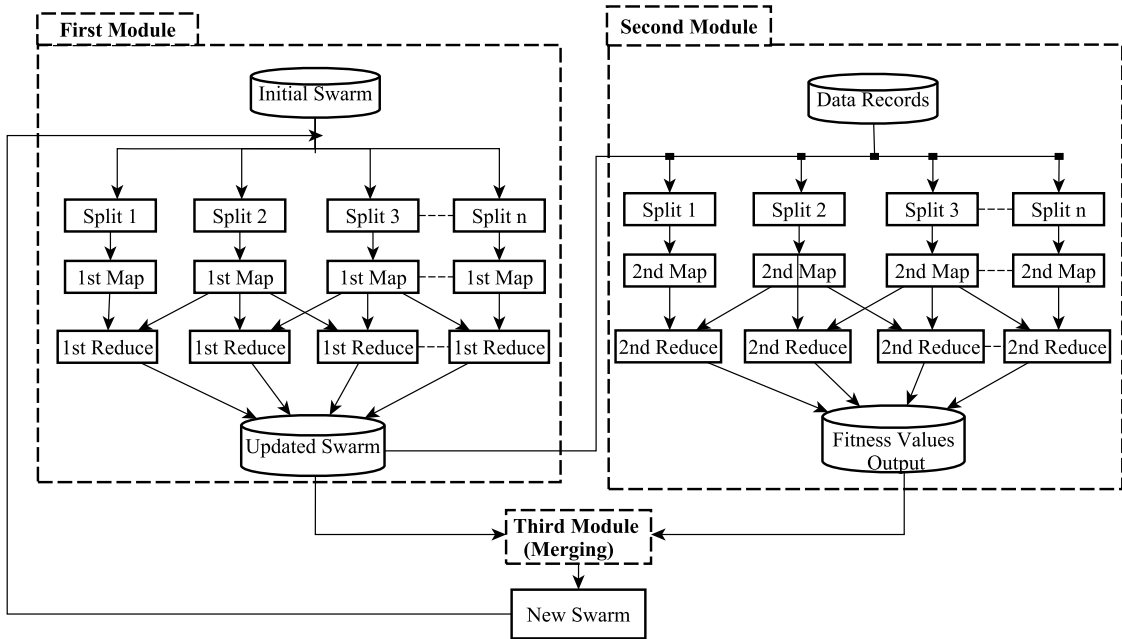 First Module
Initial Swarm
Split 1
Split 2
Split 3
Split n
1st Map
1st Map
1st Map
1st Map
1st Reduce
1st Reduce
1st Reduce
1st Reduce
Updated Swarm
Second Module
Data Records
Split 1
Split 2
Split 3
Split n
2nd Map
2nd Map
2nd Map
2nd Map
2nd Reduce
2nd Reduce
2nd Reduce
2nd Reduce
Fitness Values
Output
Third Module
(Merging)
New Swarm